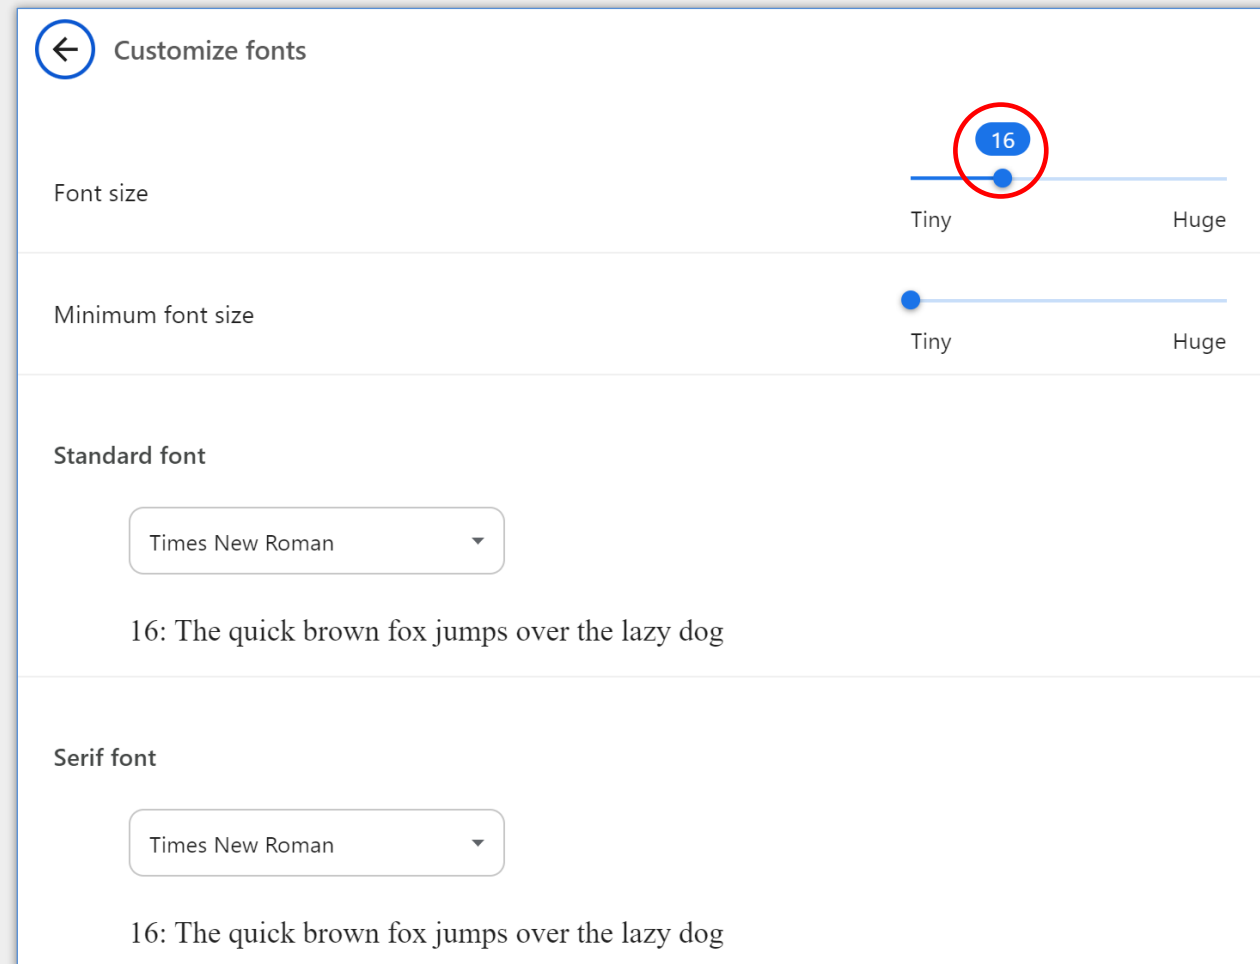 Customize fonts
16
Font size
Tiny Huge
Minimum font size
Tiny Huge
Standard font
Times New Roman
16: The quick brown fox jumps over the lazy dog
Serif font
Times New Roman
16: The quick brown fox jumps over the lazy dog